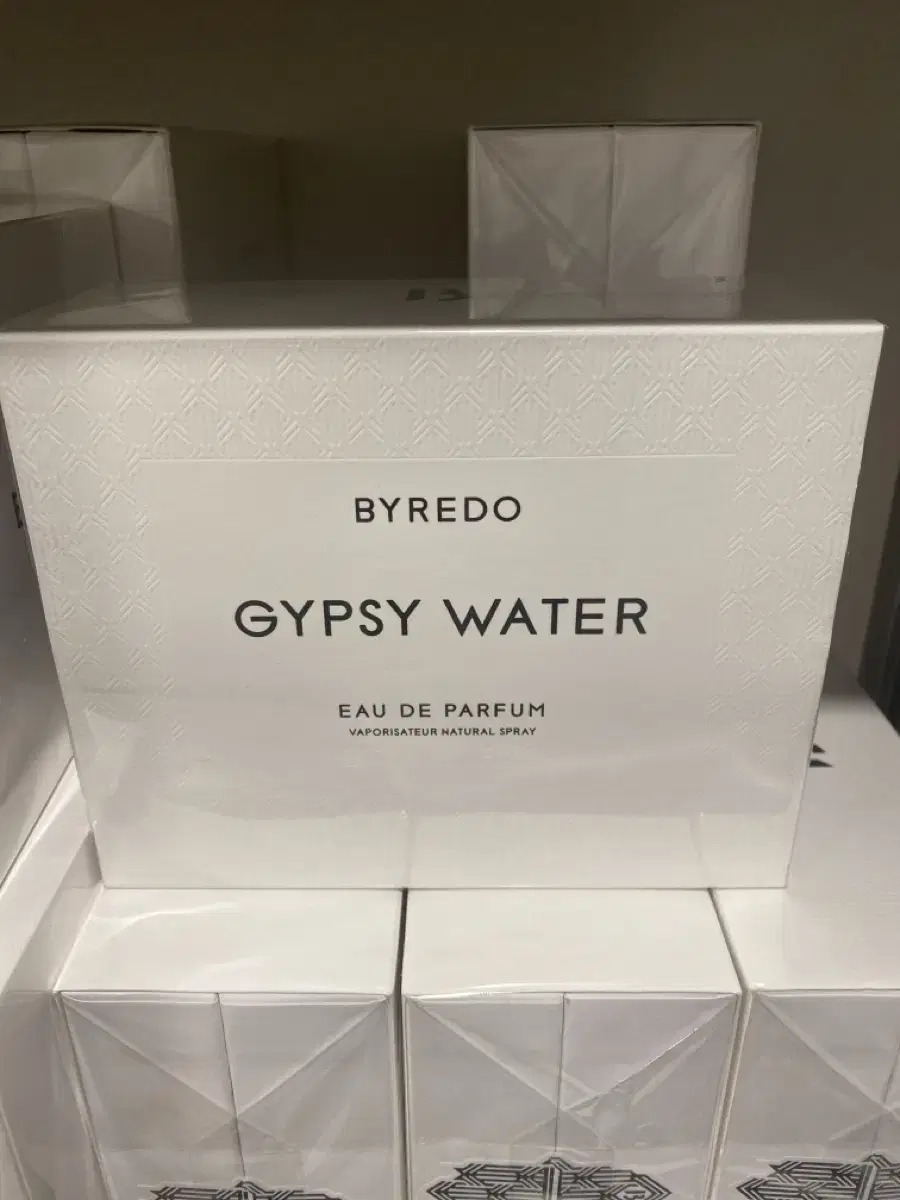 BYREDO
GYPSY WATER
EAU DE PARFUM
VAPORISATEUR NATURAL SPRAY